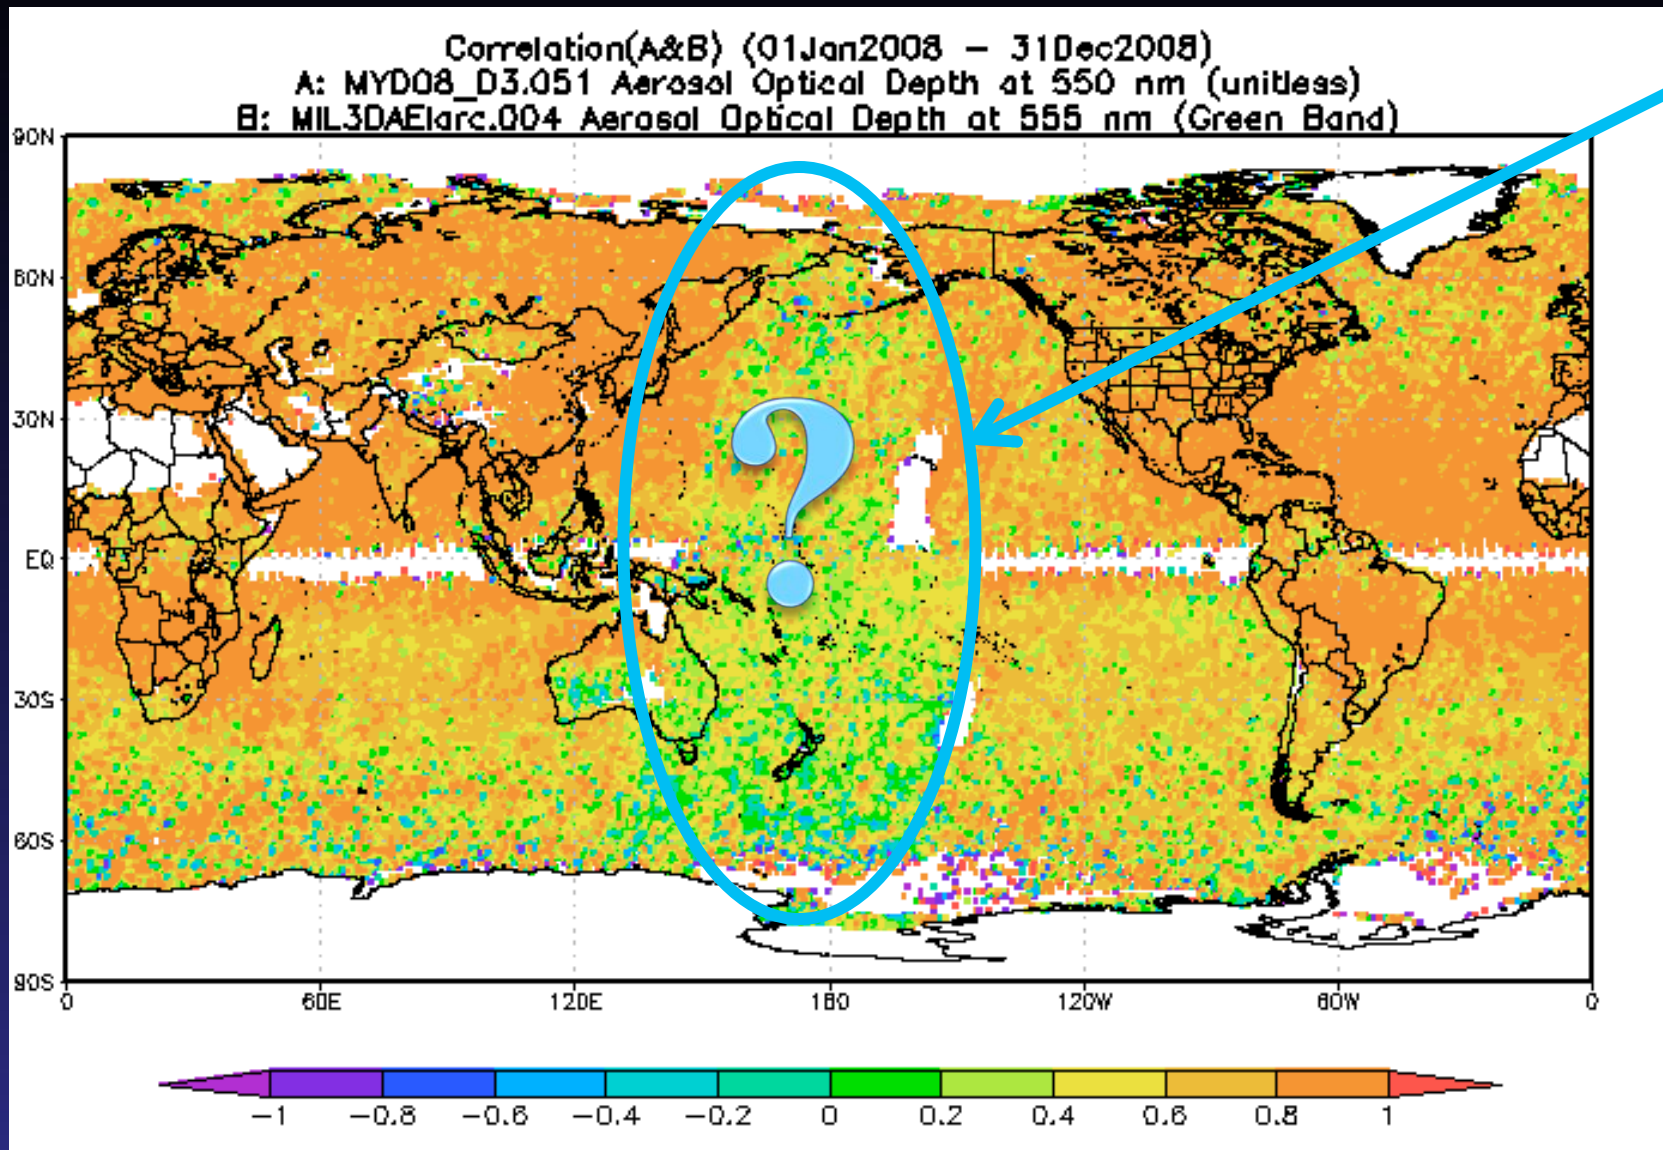 Correlation(A&B) (01Jan2008 – 31Dec2008)
A: MYD08_D3.051 Aerosol Optical Depth at 550 nm (unitless)
B: MIL3DAElarc.004 Aerosol Optical Depth at 555 nm (Green Band)
90N
60N
30N
EQ
30S
60S
90S
0 60E 120E 180 120W 60W 0
?
−1 −0.8 −0.6 −0.4 −0.2 0 0.2 0.4 0.6 0.8 1